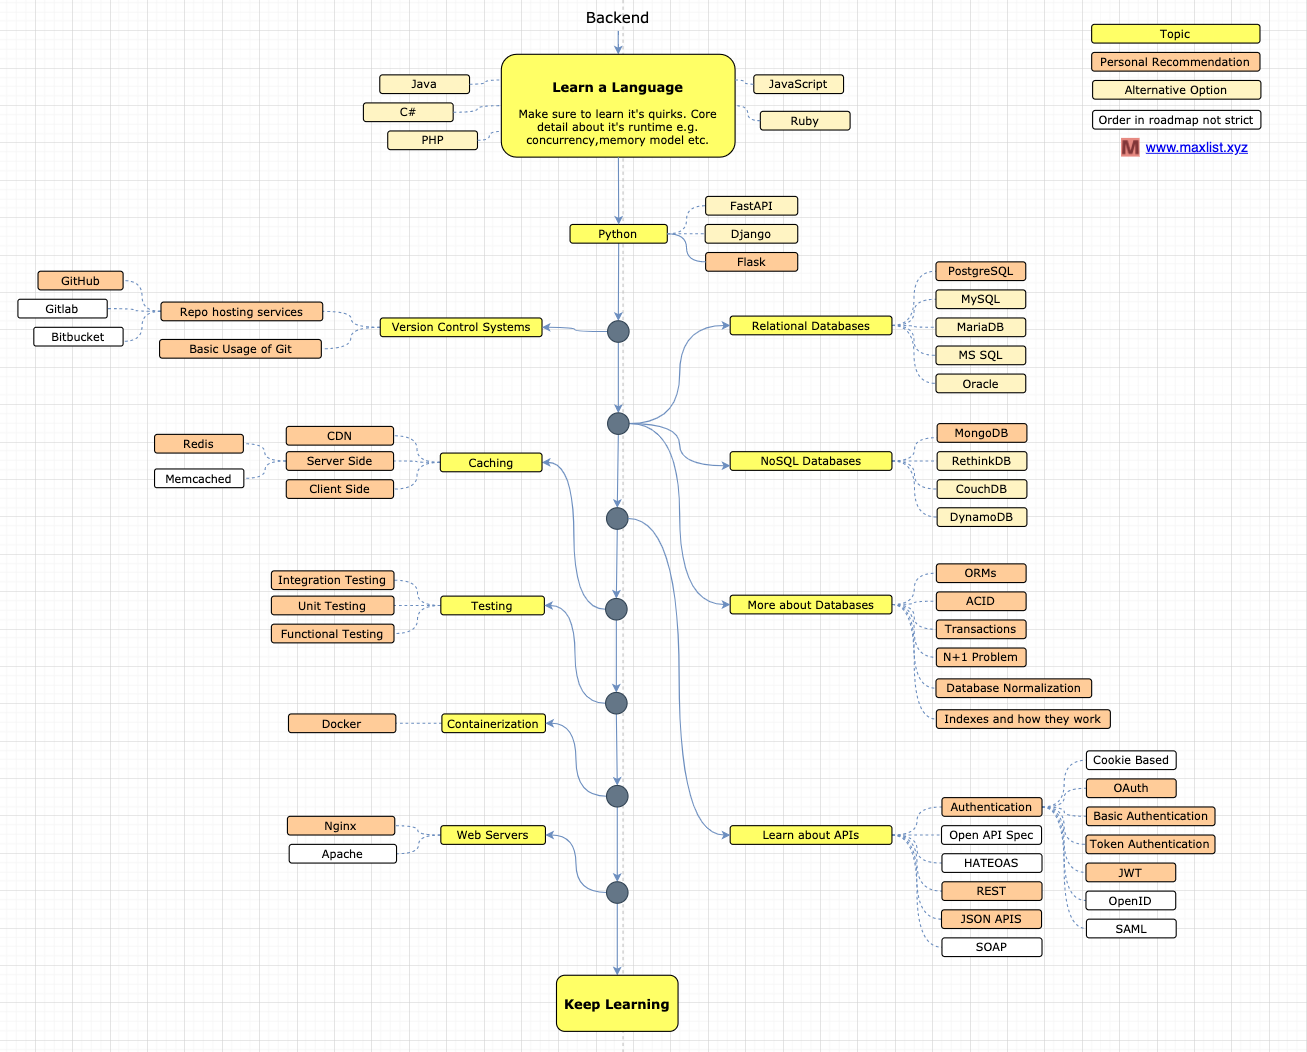 Backend
Topic
Personal Recommendation
Alternative Option
Order in roadmap not strict
M www.maxlist.xyz
Learn a Language
Make sure to learn it's quirks. Core
detail about it's runtime e.g.
concurrency,memory model etc.
Java
C#
PHP
JavaScript
Ruby
Python
FastAPI
Django
Flask
Version Control Systems
Repo hosting services
Basic Usage of Git
GitHub
Gitlab
Bitbucket
Relational Databases
PostgreSQL
MySQL
MariaDB
MS SQL
Oracle
NoSQL Databases
MongoDB
RethinkDB
CouchDB
DynamoDB
Caching
CDN
Server Side
Client Side
Redis
Memcached
More about Databases
ORMs
ACID
Transactions
N+1 Problem
Database Normalization
Indexes and how they work
Testing
Integration Testing
Unit Testing
Functional Testing
Containerization
Docker
Web Servers
Nginx
Apache
Learn about APIs
Authentication
Open API Spec
HATEOAS
REST
JSON APIS
SOAP
Cookie Based
OAuth
Basic Authentication
Token Authentication
JWT
OpenID
SAML
Keep Learning